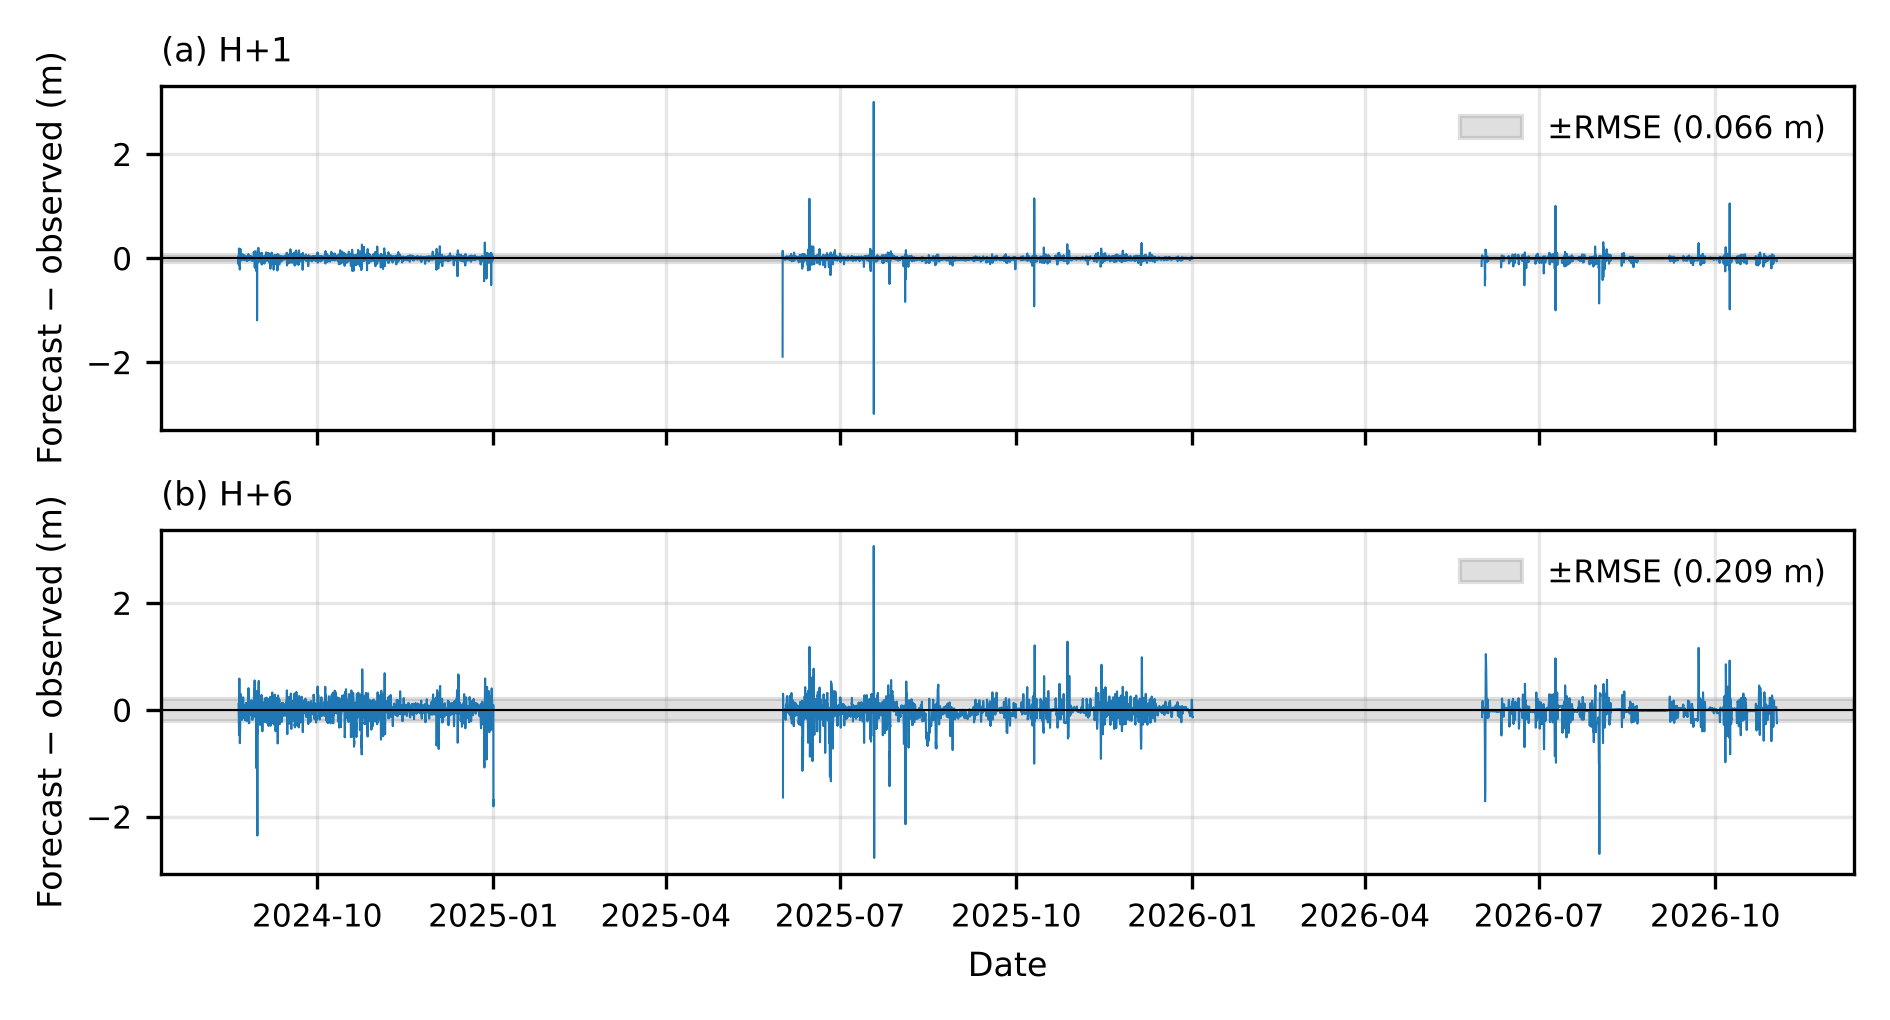 (a) H+1
Forecast − observed (m)
2
0
−2
±RMSE (0.066 m)
(b) H+6
Forecast − observed (m)
2
0
−2
±RMSE (0.209 m)
2024-10 2025-01 2025-04 2025-07 2025-10 2026-01 2026-04 2026-07 2026-10
Date